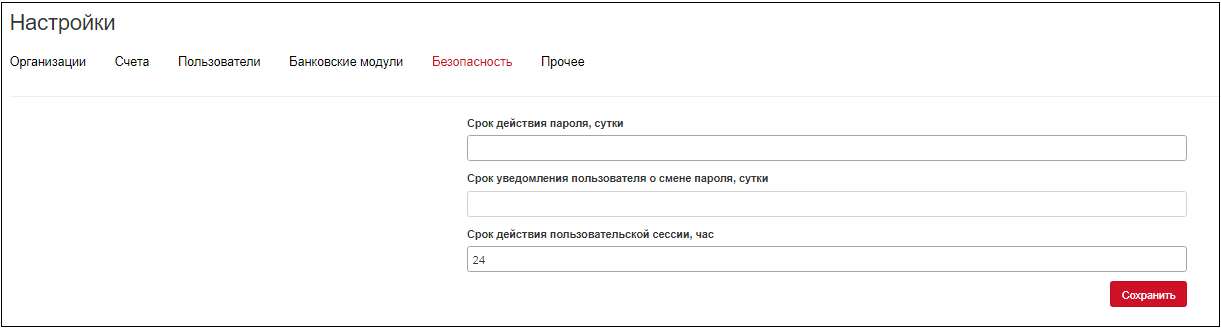 Настройки
Организации Счета Пользователи Банковские модули Безопасность Прочее
Срок действия пароля, сутки
Срок уведомления пользователя о смене пароля, сутки
Срок действия пользовательской сессии, час
24
Сохранить